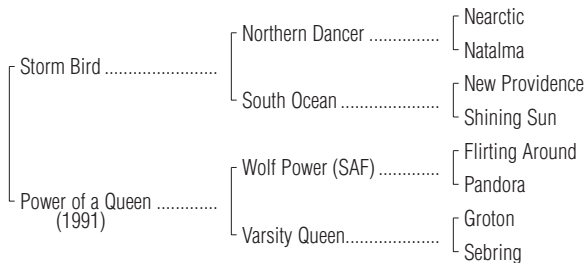 Nearctic
Northern Dancer ...............
Natalma
Storm Bird ........................
New Providence
South Ocean .....................
Shining Sun
Flirting Around
Wolf Power (SAF) .............
Pandora
Power of a Queen .............
(1991)
Groton
Varsity Queen....................
Sebring